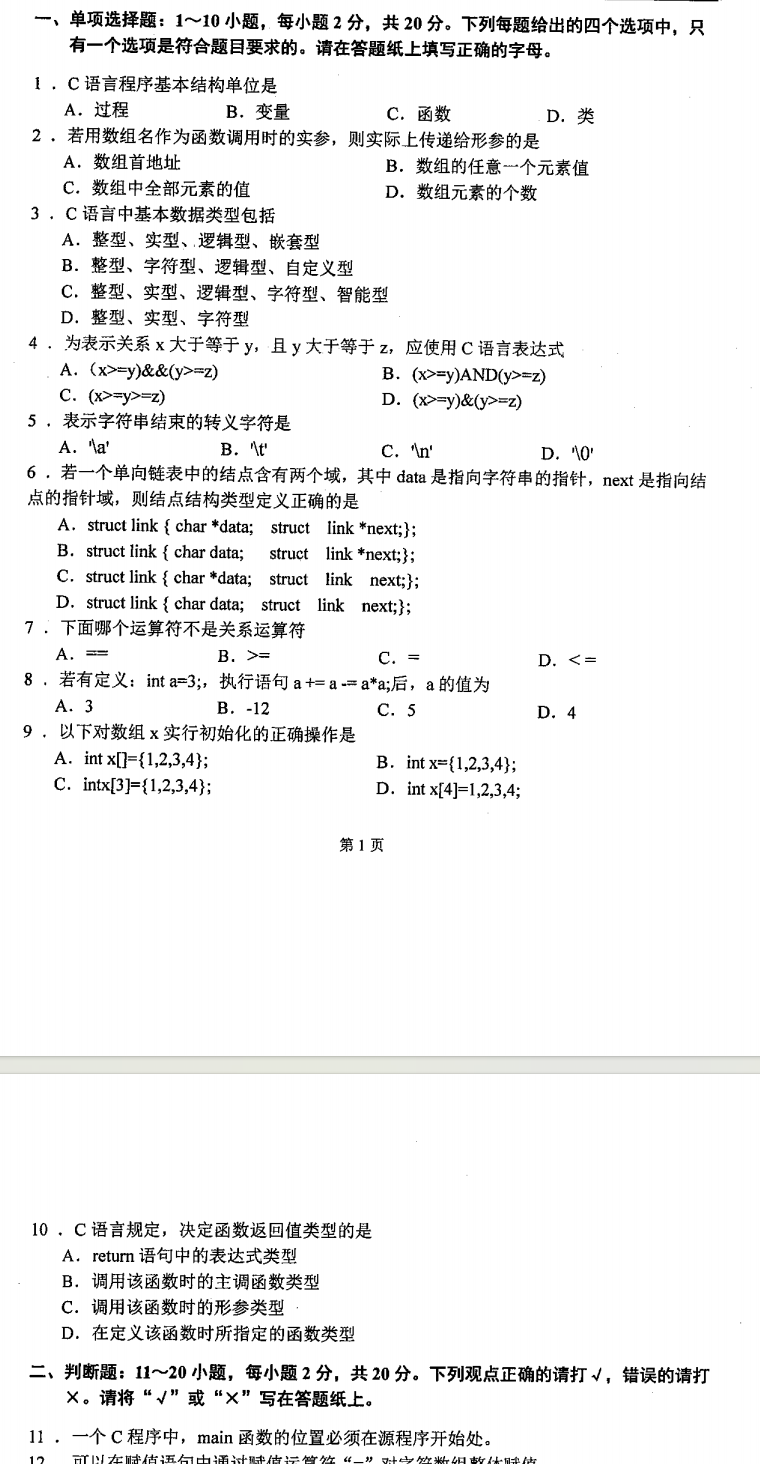 一、单项选择题：1～10 小题，每小题 2 分，共 20 分。下列每题给出的四个选项中，只
有一个选项是符合题目要求的。请在答题纸上填写正确的字母。
1 ．C 语言程序基本结构单位是
A．过程 B．变量 C．函数 D．类
2 ．若用数组名作为函数调用时的实参，则实际上传递给形参的是
A．数组首地址 B．数组的任意一个元素值
C．数组中全部元素的值 D．数组元素的个数
3 ．C 语言中基本数据类型包括
A．整型、实型、逻辑型、嵌套型
B．整型、字符型、逻辑型、自定义型
C．整型、实型、逻辑型、字符型、智能型
D．整型、实型、字符型
4 ．为表示关系 x 大于等于 y，且 y 大于等于 z，应使用 C 语言表达式
A．（x>=y)&&(y>=z) B．(x>=y)AND(y>=z)
C．(x>=y>=z) D．(x>=y)&(y>=z)
5 ．表示字符串结束的转义字符是
A．'\a' B．'\t' C．'\n' D．'\0'
6 ．若一个单向链表中的结点含有两个域，其中 data 是指向字符串的指针，next 是指向结
点的指针域，则结点结构类型定义正确的是
A．struct link { char *data; struct link *next;};
B．struct link { char data; struct link *next;};
C．struct link { char *data; struct link next;};
D．struct link { char data; struct link next;};
7 ．下面哪个运算符不是关系运算符
A．== B．>= C．= D．<=
8 ．若有定义：int a=3;，执行语句 a += a -= a*a;后，a 的值为
A．3 B．-12 C．5 D．4
9 ．以下对数组 x 实行初始化的正确操作是
A．int x[]={1,2,3,4}; B．int x={1,2,3,4};
C．intx[3]={1,2,3,4}; D．int x[4]=1,2,3,4;
第 1 页
10 ．C 语言规定，决定函数返回值类型的是
A．return 语句中的表达式类型
B．调用该函数时的主调函数类型
C．调用该函数时的形参类型
D．在定义该函数时所指定的函数类型
二、判断题：11～20 小题，每小题 2 分，共 20 分。下列观点正确的请打√，错误的请打
×。请将“√”或“×”写在答题纸上。
11 ．一个 C 程序中，main 函数的位置必须在源程序开始处。
12 ．可以在赋值语句中通过赋值运算符“=”对字符数组整体赋值